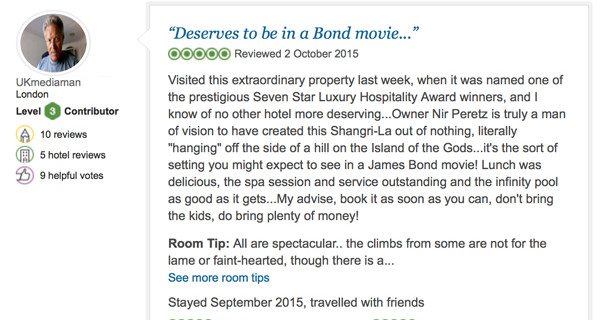 “Deserves to be in a Bond movie...”
Reviewed 2 October 2015
UKmediaman
London
Level 3 Contributor
10 reviews
5 hotel reviews
9 helpful votes
Visited this extraordinary property last week, when it was named one of
the prestigious Seven Star Luxury Hospitality Award winners, and I
know of no other hotel more deserving...Owner Nir Peretz is truly a man
of vision to have created this Shangri-La out of nothing, literally
"hanging" off the side of a hill on the Island of the Gods...it's the sort of
setting you might expect to see in a James Bond movie! Lunch was
delicious, the spa session and service outstanding and the infinity pool
as good as it gets...My advise, book it as soon as you can, don't bring
the kids, do bring plenty of money!
Room Tip: All are spectacular.. the climbs from some are not for the
lame or faint-hearted, though there is a...
See more room tips
Stayed September 2015, travelled with friends